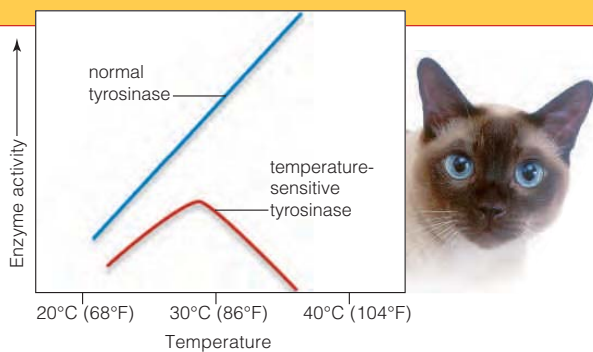 normal
tyrosinase
temperature-
sensitive
tyrosinase
Enzyme activity
20°C (68°F) 30°C (86°F) 40°C (104°F)
Temperature